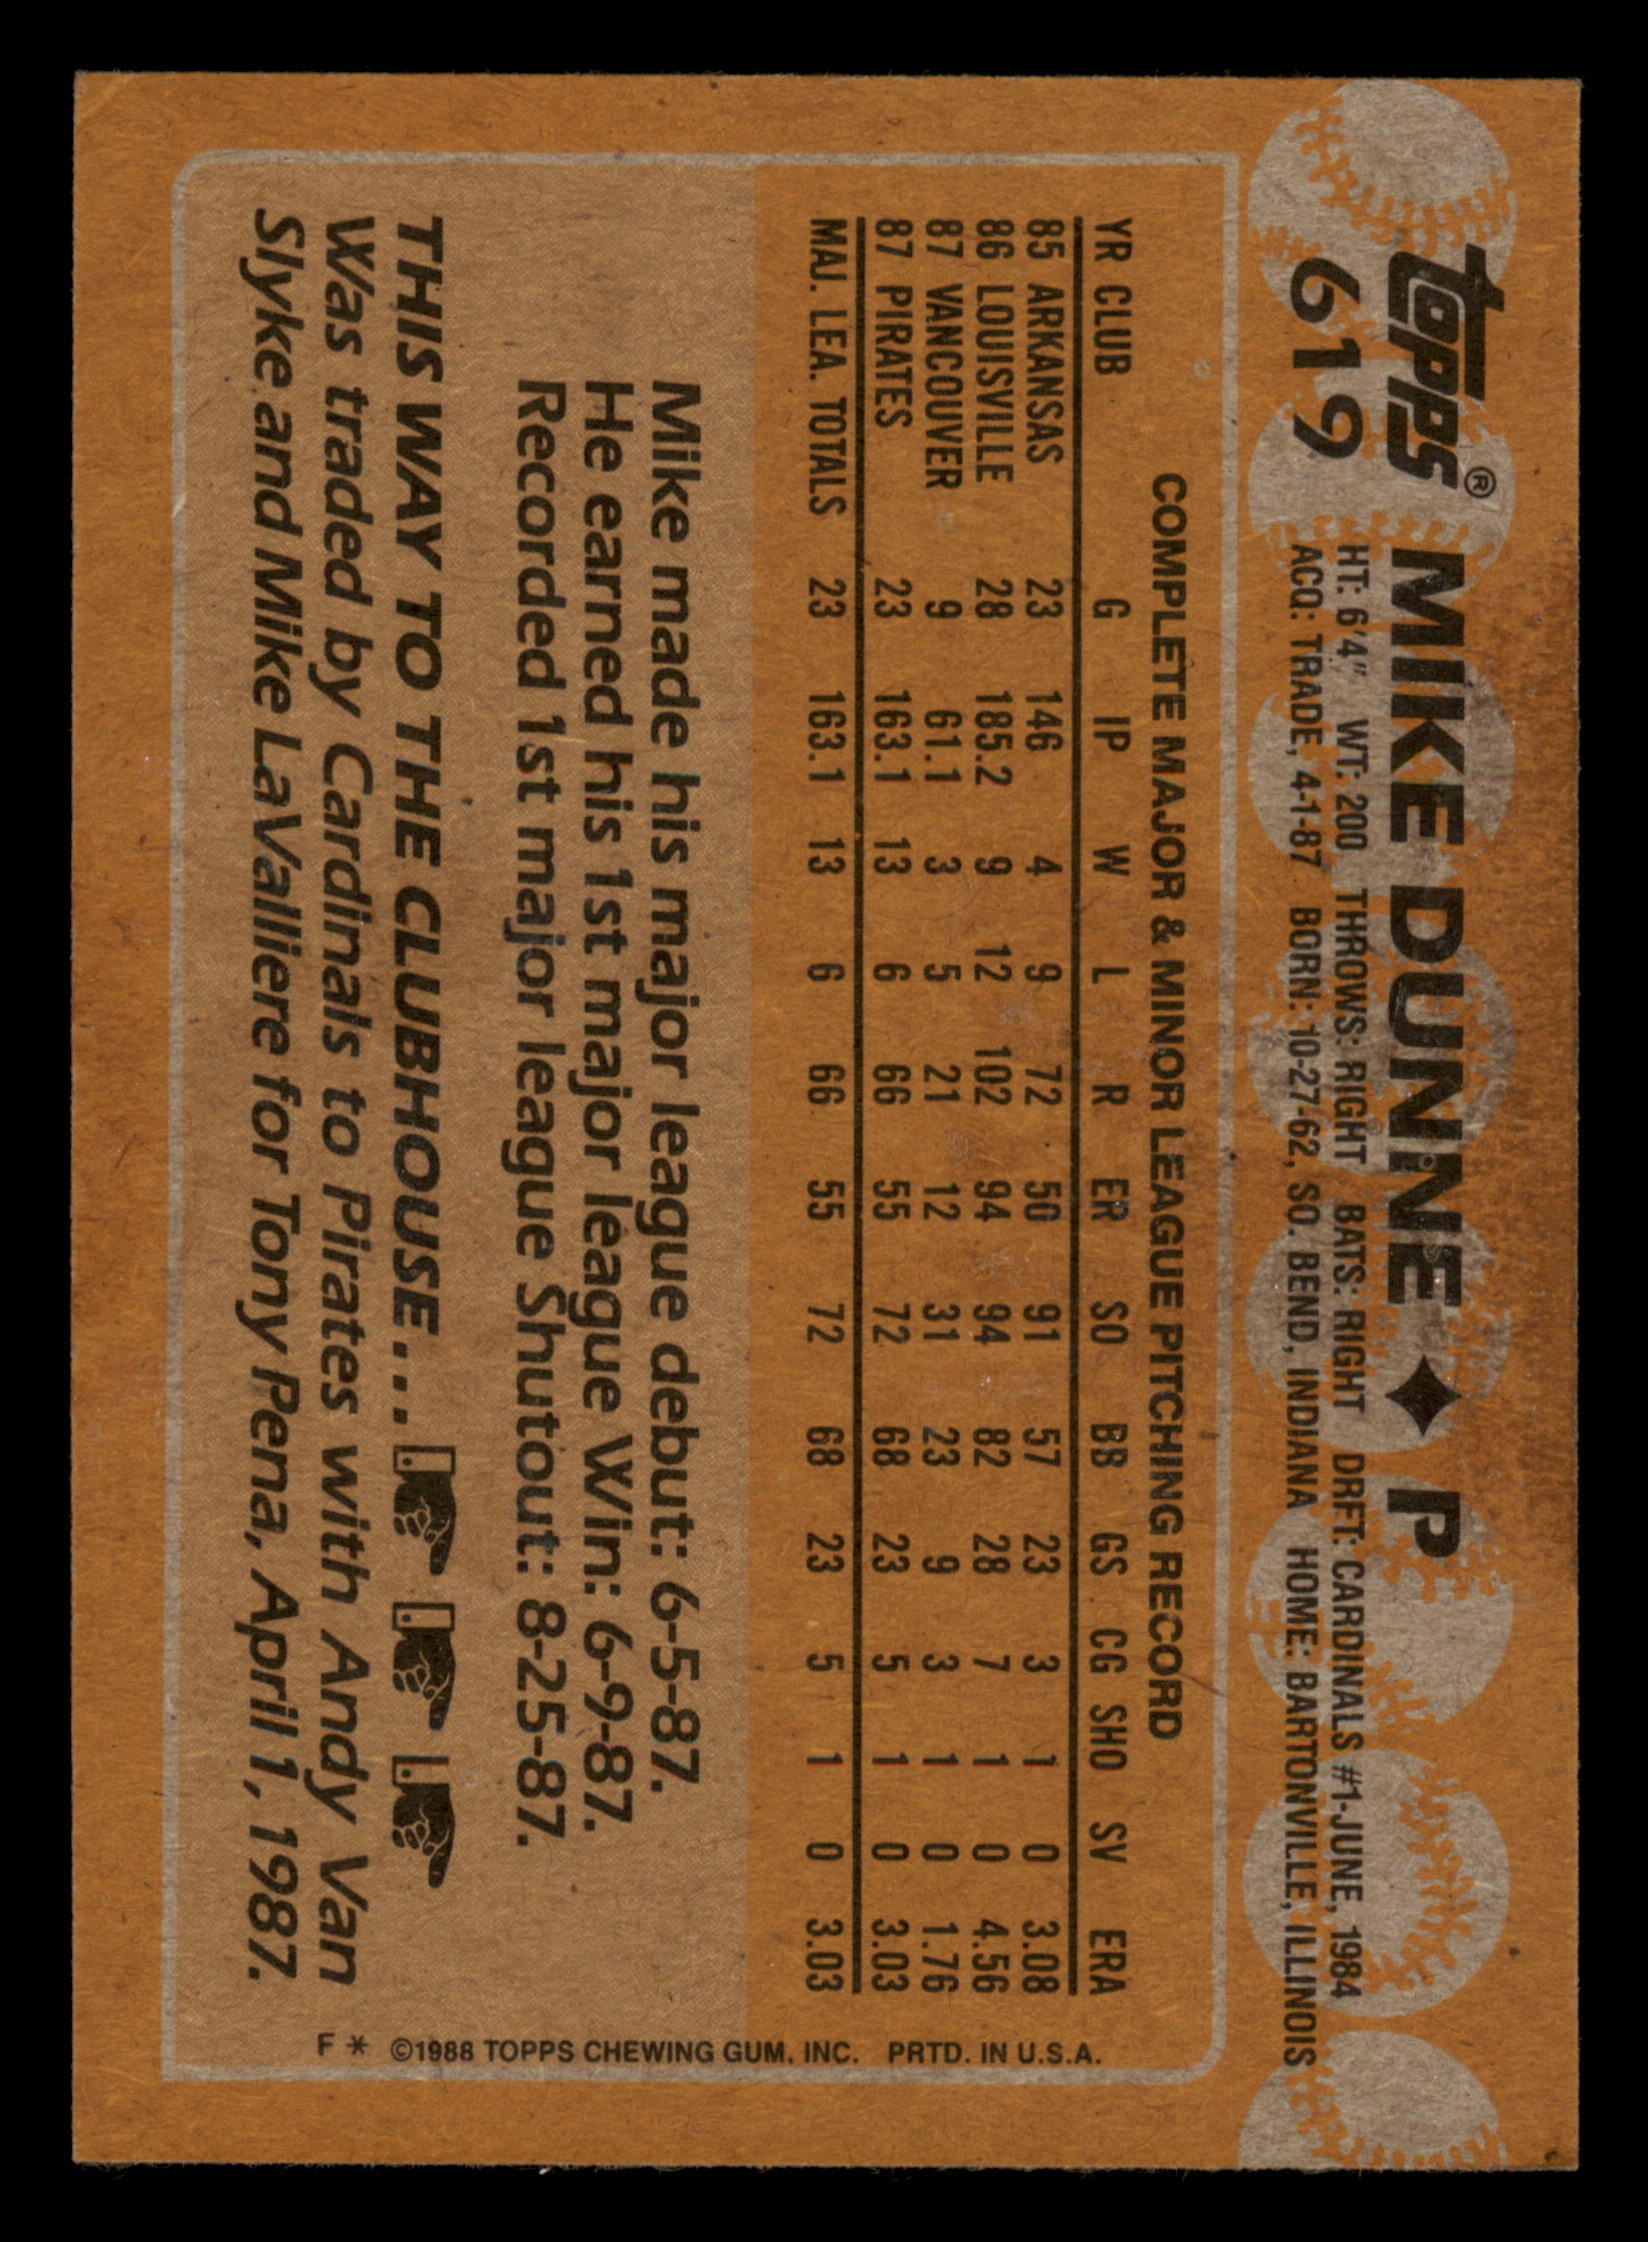 topps®
619
MIKE DUNNE ✦ P
HT: 6'4" WT: 200 THROWS: RIGHT BATS: RIGHT DRFT: CARDINALS #1-JUNE, 1984
ACQ: TRADE, 4-1-87 BORN: 10-27-62, SO. BEND, INDIANA HOME: BARTONVILLE, ILLINOIS
COMPLETE MAJOR & MINOR LEAGUE PITCHING RECORD
YR CLUB G IP W L R ER SO BB GS CG SHO SV ERA
85 ARKANSAS 23 146 4 9 72 50 91 57 23 3 1 0 3.08
86 LOUISVILLE 28 185.2 9 12 102 94 94 82 28 7 1 0 4.56
87 VANCOUVER 9 61.1 3 5 21 12 31 23 9 3 1 0 1.76
87 PIRATES 23 163.1 13 6 66 55 72 68 23 5 1 0 3.03
MAJ. LEA. TOTALS 23 163.1 13 6 66 55 72 68 23 5 1 0 3.03
Mike made his major league debut: 6-5-87.
He earned his 1st major league Win: 6-9-87.
Recorded 1st major league Shutout: 8-25-87.
THIS WAY TO THE CLUBHOUSE...
Was traded by Cardinals to Pirates with Andy Van
Slyke and Mike LaValliere for Tony Pena, April 1, 1987.
F * ©1988 TOPPS CHEWING GUM, INC. PRTD. IN U.S.A.